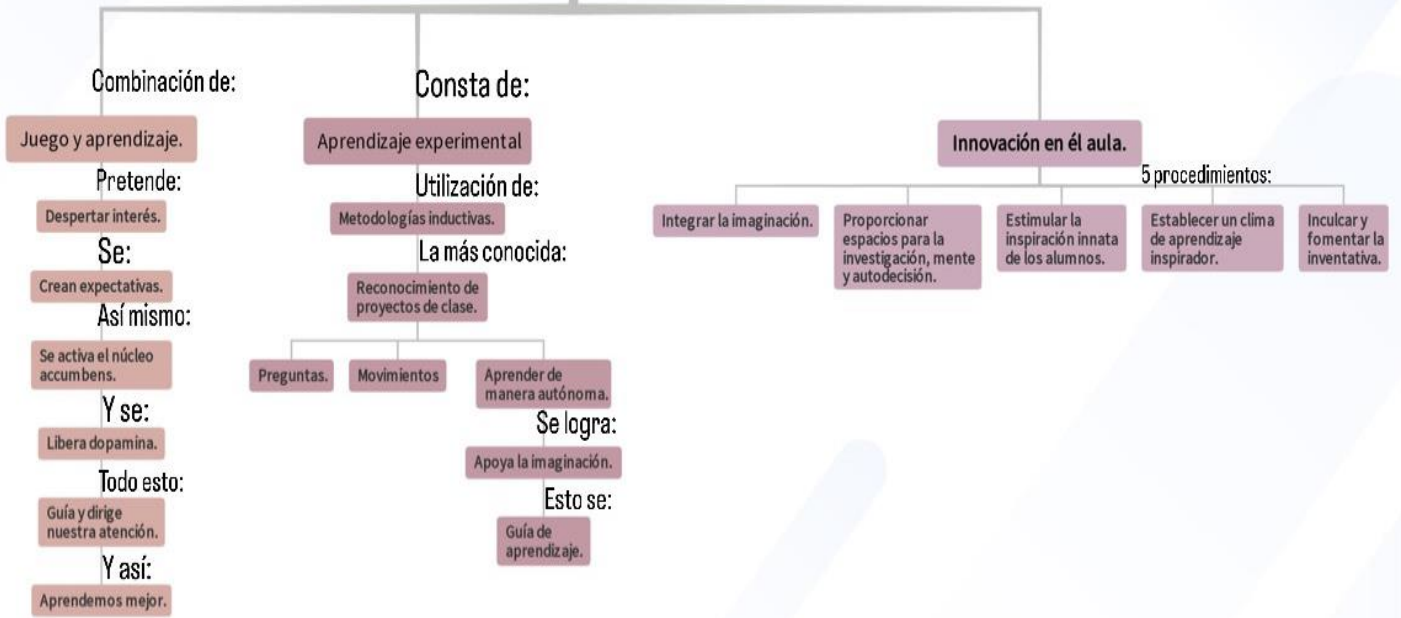 Combinación de:
Juego y aprendizaje.
Pretende:
Despertar interés.
Se:
Crean expectativas.
Así mismo:
Se activa el núcleo
accumbens.
Y se:
Libera dopamina.
Todo esto:
Guía y dirige
nuestra atención.
Y así:
Aprendemos mejor.
Consta de:
Aprendizaje experimental
Utilización de:
Metodologías inductivas.
La más conocida:
Reconocimiento de
proyectos de clase.
Preguntas.
Movimientos
Aprender de
manera autónoma.
Se logra:
Apoya la imaginación.
Esto se:
Guía de
aprendizaje.
Innovación en él aula.
5 procedimientos:
Integrar la imaginación.
Proporcionar
espacios para la
investigación, mente
y autodecisión.
Estimular la
inspiración innata
de los alumnos.
Establecer un clima
de aprendizaje
inspirador.
Inculcar y
fomentar la
inventativa.